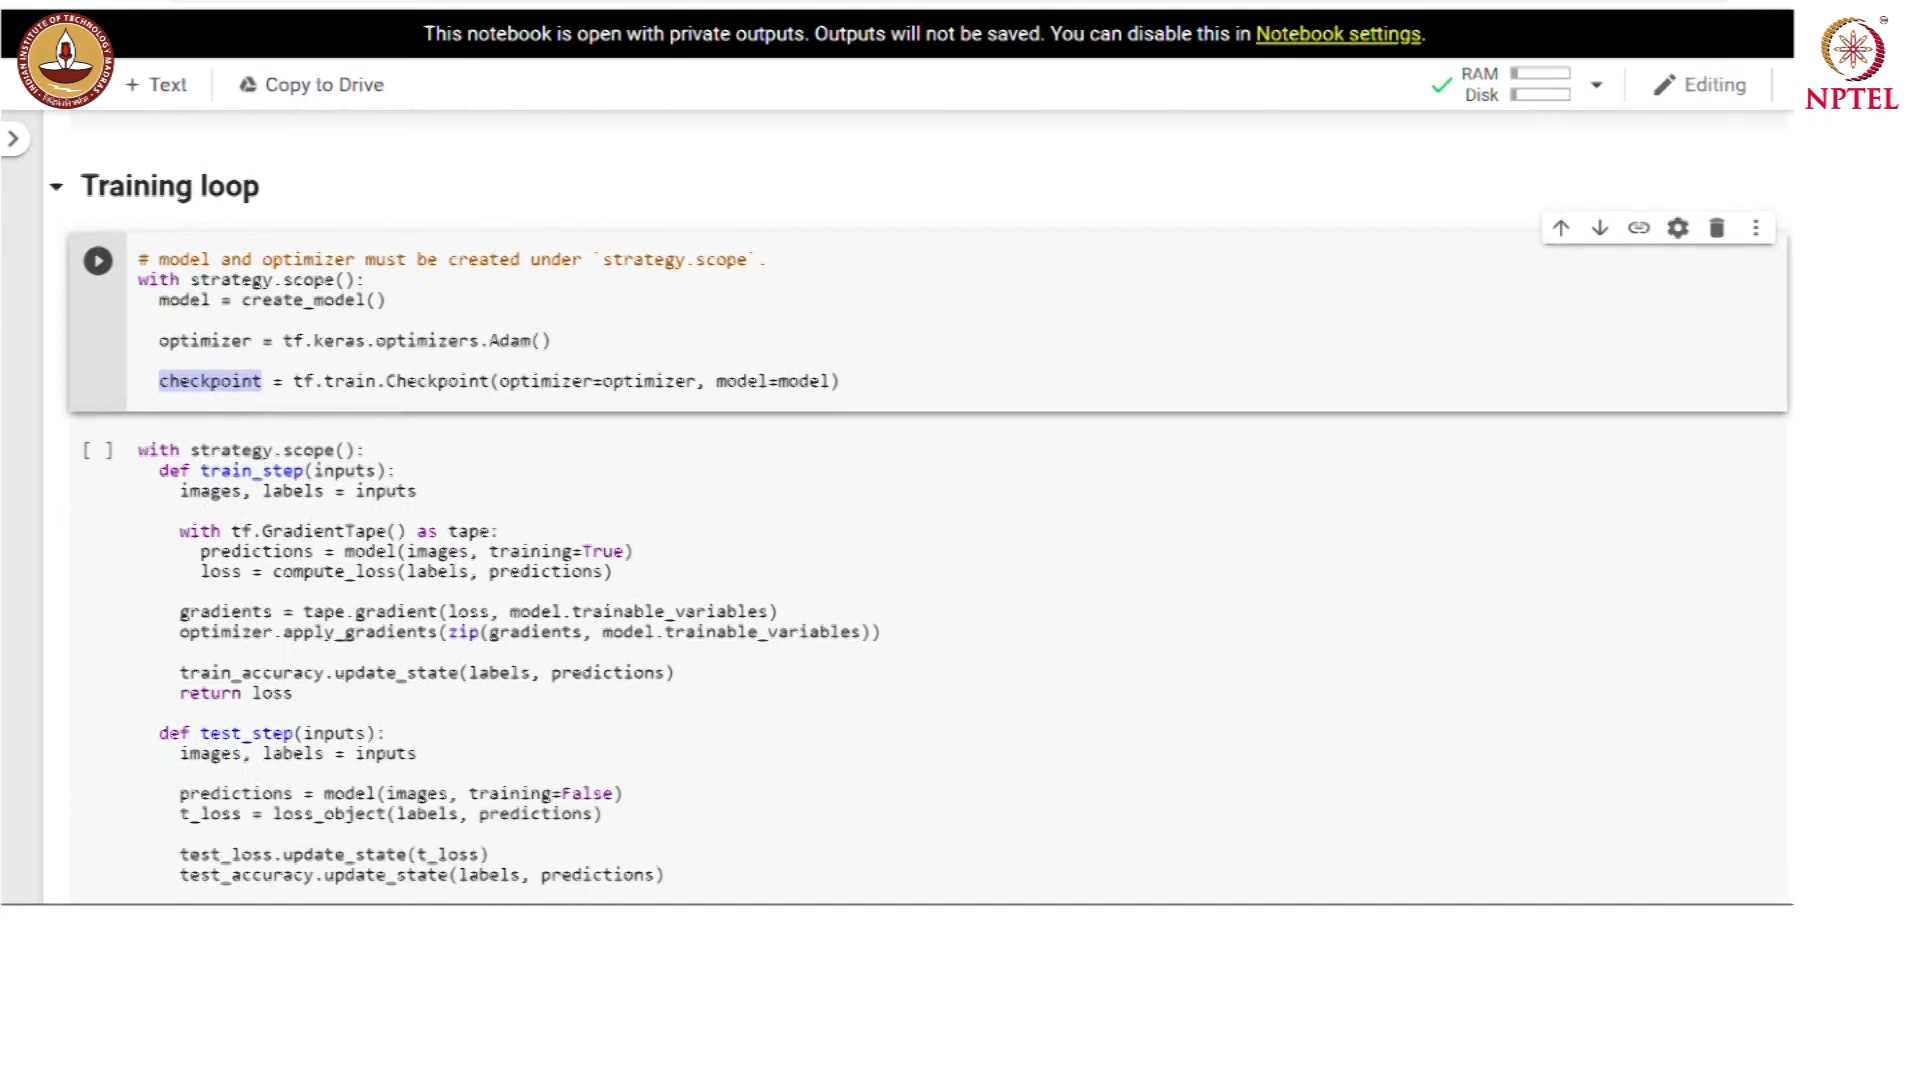 This notebook is open with private outputs. Outputs will not be saved. You can disable this in Notebook settings.
+ Text
Copy to Drive
RAM
Disk
Editing
NPTEL
Training loop
# model and optimizer must be created under `strategy.scope`.
with strategy.scope():
  model = create_model()
  optimizer = tf.keras.optimizers.Adam()
  checkpoint = tf.train.Checkpoint(optimizer=optimizer, model=model)
[ ] with strategy.scope():
  def train_step(inputs):
    images, labels = inputs
    with tf.GradientTape() as tape:
      predictions = model(images, training=True)
      loss = compute_loss(labels, predictions)
    gradients = tape.gradient(loss, model.trainable_variables)
    optimizer.apply_gradients(zip(gradients, model.trainable_variables))
    train_accuracy.update_state(labels, predictions)
    return loss
  def test_step(inputs):
    images, labels = inputs
    predictions = model(images, training=False)
    t_loss = loss_object(labels, predictions)
    test_loss.update_state(t_loss)
    test_accuracy.update_state(labels, predictions)